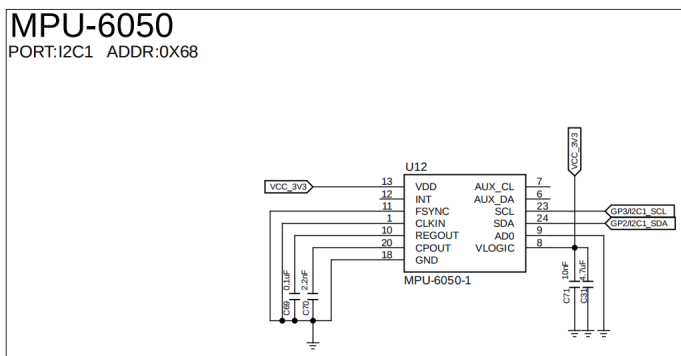 MPU-6050
PORT:I2C1 ADDR:0X68
VCC_3V3
U12
VCC_3V3
13 VDD AUX_CL 7
12 INT AUX_DA 6
11 FSYNC SCL 23 GP3/I2C1_SCL
1 CLKIN SDA 24 GP2/I2C1_SDA
10 REGOUT AD0 9
20 CPOUT VLOGIC 8
18 GND
MPU-6050-1
C69 0.1uF
C70 2.2nF
C71 10nF
C31 4.7uF